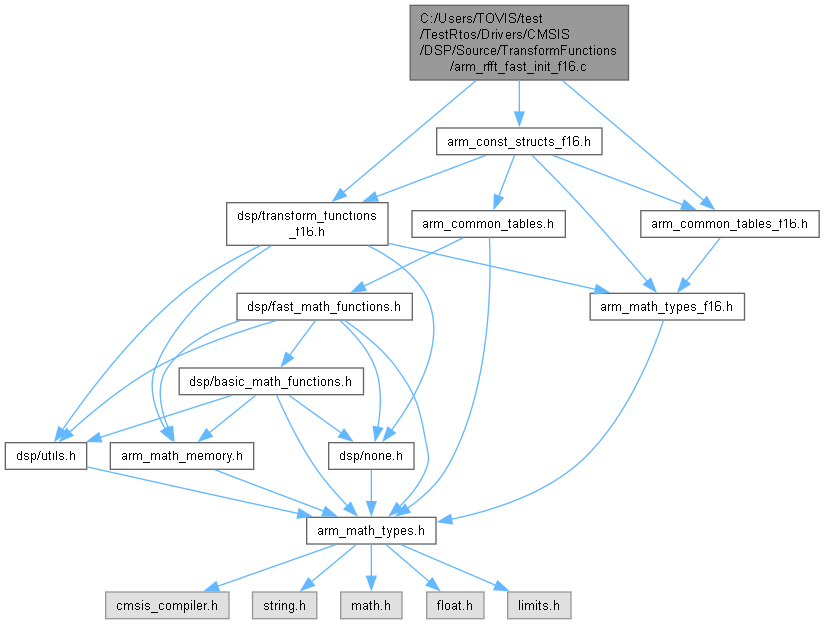 C:/Users/TOVIS/test
/TestRtos/Drivers/CMSIS
/DSP/Source/TransformFunctions
/arm_rfft_fast_init_f16.c
arm_const_structs_f16.h
dsp/transform_functions
_f16.h
arm_common_tables.h
arm_common_tables_f16.h
dsp/fast_math_functions.h
arm_math_types_f16.h
dsp/basic_math_functions.h
dsp/utils.h
arm_math_memory.h
dsp/none.h
arm_math_types.h
cmsis_compiler.h
string.h
math.h
float.h
limits.h